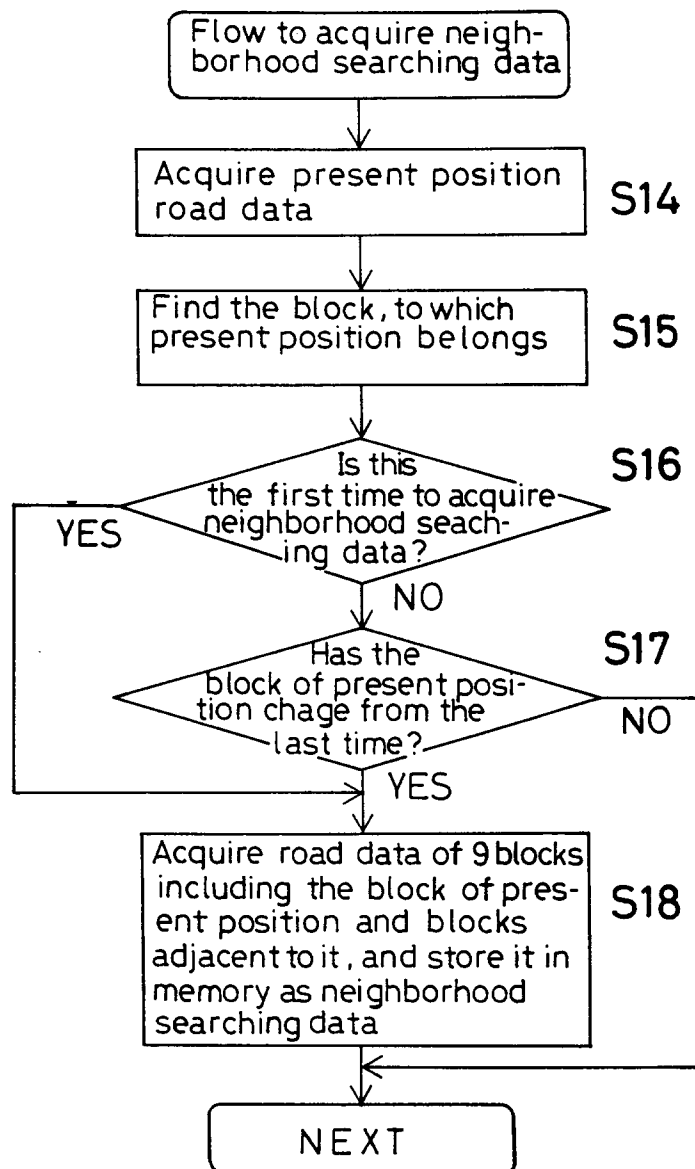 Flow to acquire neigh-
borhood searching data
Acquire present position
road data
S14
Find the block, to which
present position belongs
S15
Is this
the first time to acquire
neighborhood seach-
ing data?
S16
YES
NO
Has the
block of present posi-
tion chage from the
last time?
S17
NO
YES
Acquire road data of 9 blocks
including the block of pres-
ent position and blocks
adjacent to it, and store it in
memory as neighborhood
searching data
S18
NEXT